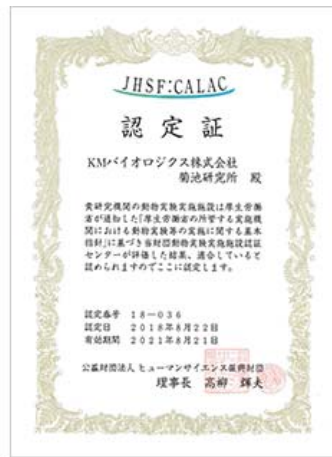 JHSF:CALAC
認定証
KMバイオロジクス株式会社
菊池研究所 殿
貴研究機関の動物実験実施施設は厚生労働
省が通知した「厚生労働省の所管する実施機
関における動物実験等の実施に関する基本
指針」に基づき当財団動物実験実施施設認証
センターが評価した結果、適合していると
認められますのでここに認定します。
認定番号 18-036
認定日 2018年8月22日
有効期間 2021年8月21日
公益財団法人 ヒューマンサイエンス振興財団
理事長 高柳 輝夫